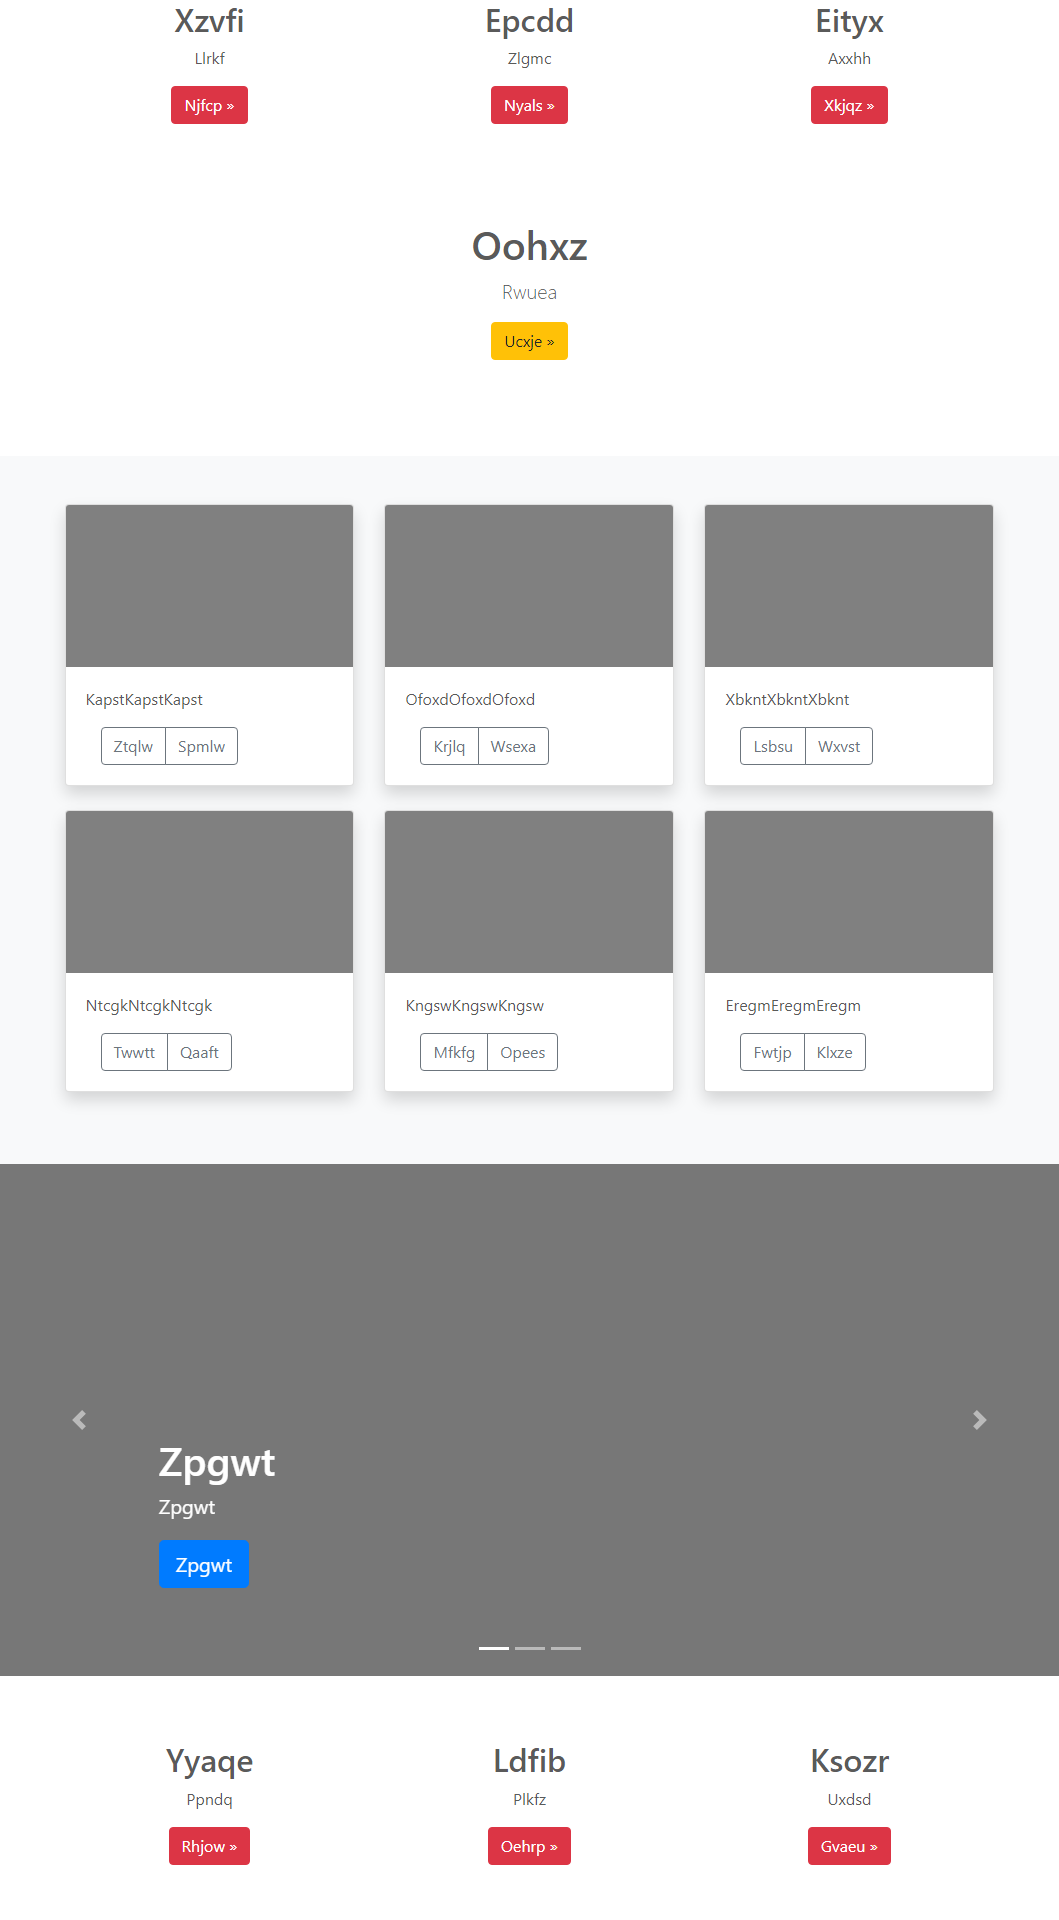 Xzvfi Epcdd Eityx
Llrkf Zlgmc Axxhh
Njfcp » Nyals » Xkjqz »
Oohxz
Rwuea
Ucxje »
KapstKapstKapst OfoxdOfoxdOfoxd XbkntXbkntXbknt
Ztqlw Spmlw Krjlq Wsexa Lsbsu Wxvst
NtcgkNtcgkNtcgk KngswKngswKngsw EregmEregmEregm
Twwtt Qaaft Mfkfg Opees Fwtjp Klxze
Zpgwt
Zpgwt
Zpgwt
Yyaqe Ldfib Ksozr
Ppndq Plkfz Uxdsd
Rhjow » Oehrp » Gvaeu »